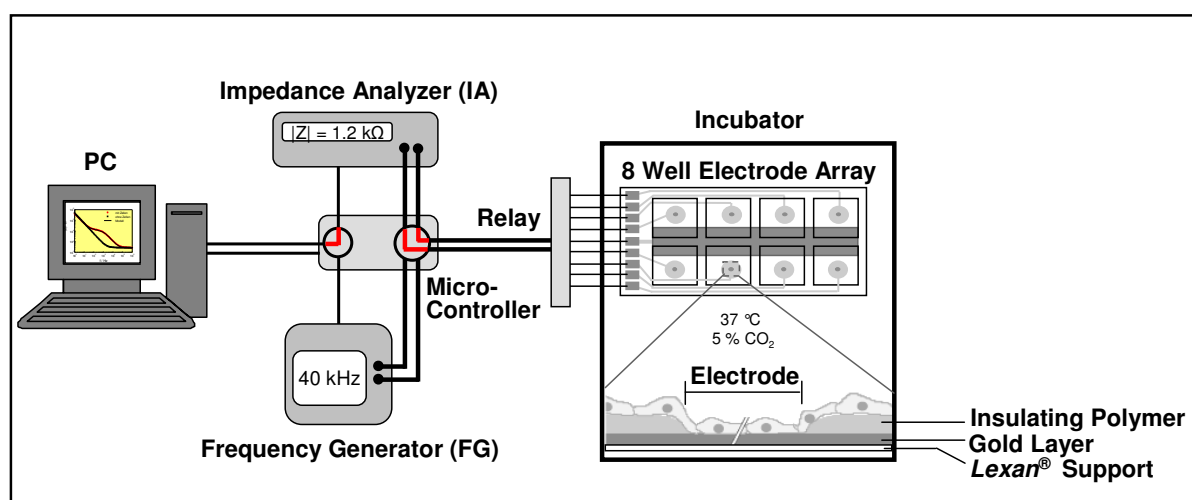 Impedance Analyzer (IA)
|Z| = 1.2 kΩ
PC
Relay
Micro-
Controller
40 kHz
Frequency Generator (FG)
Incubator
8 Well Electrode Array
37 °C
5 % CO₂
Electrode
Insulating Polymer
Gold Layer
Lexan® Support